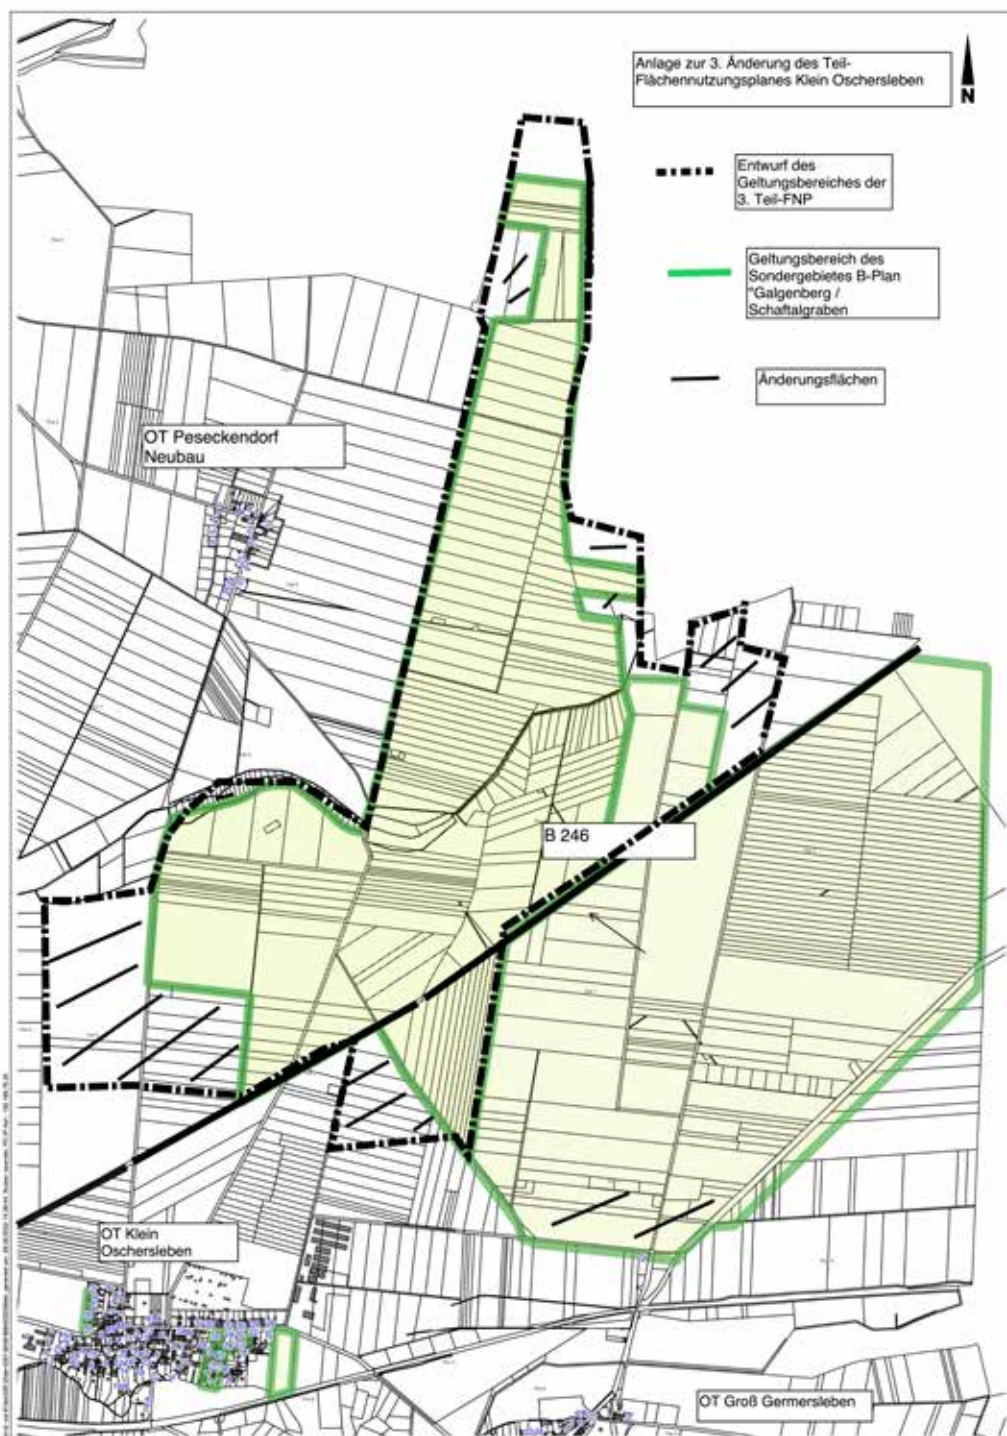 Anlage zur 3. Änderung des Teil-
Flächennutzungsplanes Klein Oschersleben
N
Entwurf des
Geltungsbereiches der
3. Teil-FNP
Geltungsbereich des
Sondergebietes B-Plan
"Galgenberg /
Schaftalgraben
Änderungsflächen
OT Peseckendorf
Neubau
B 246
OT Klein
Oschersleben
OT Groß Germersleben